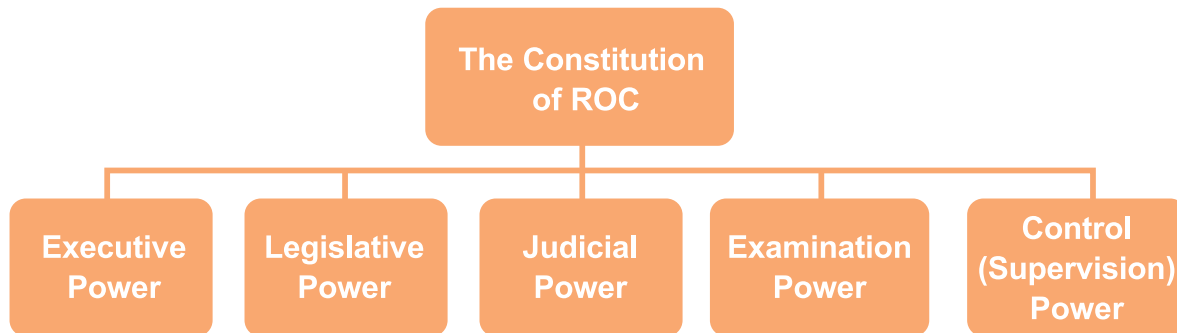 The Constitution
of ROC
Executive
Power
Legislative
Power
Judicial
Power
Examination
Power
Control
(Supervision)
Power